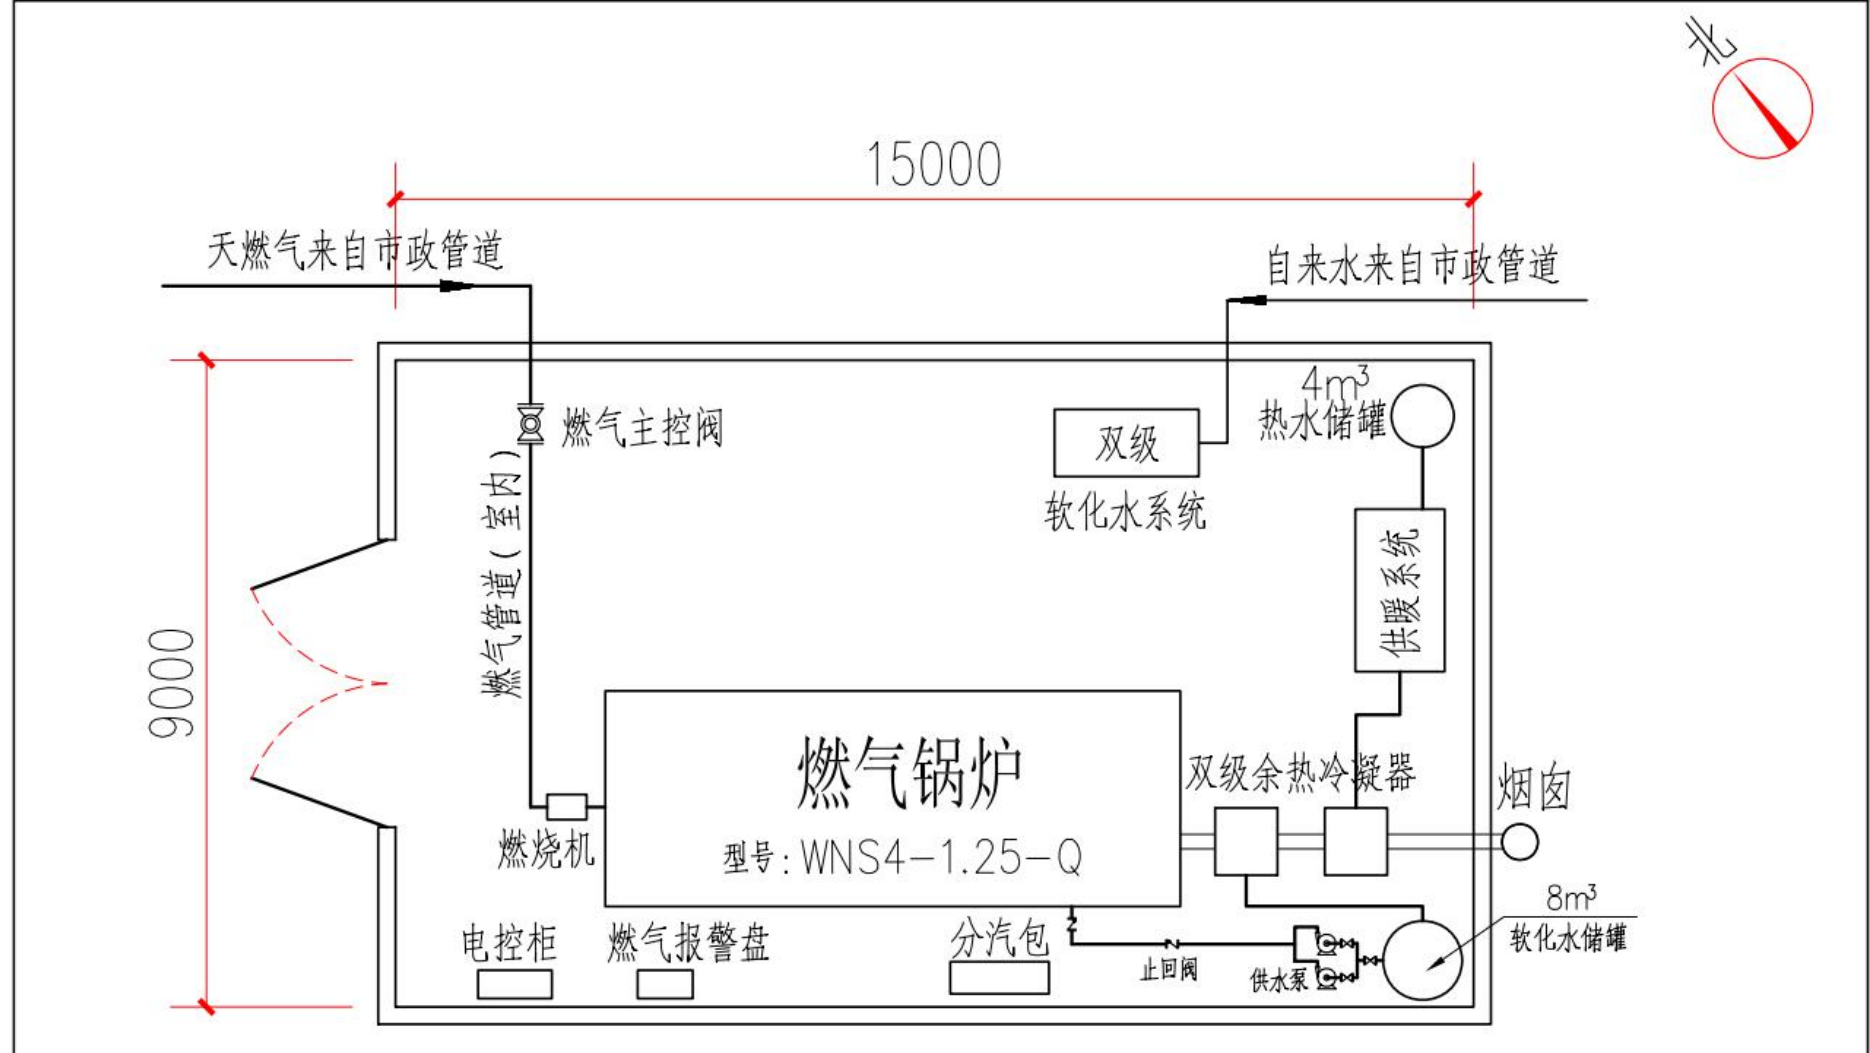 北
15000
天燃气来自市政管道
自来水来自市政管道
4m³
热水储罐
燃气主控阀
双级
软化水系统
燃气管道(室内)
供暖系统
9000
燃气锅炉
型号:WNS4-1.25-Q
双级余热冷凝器
烟囱
燃烧机
8m³
软化水储罐
电控柜
燃气报警盘
分汽包
止回阀
供水泵